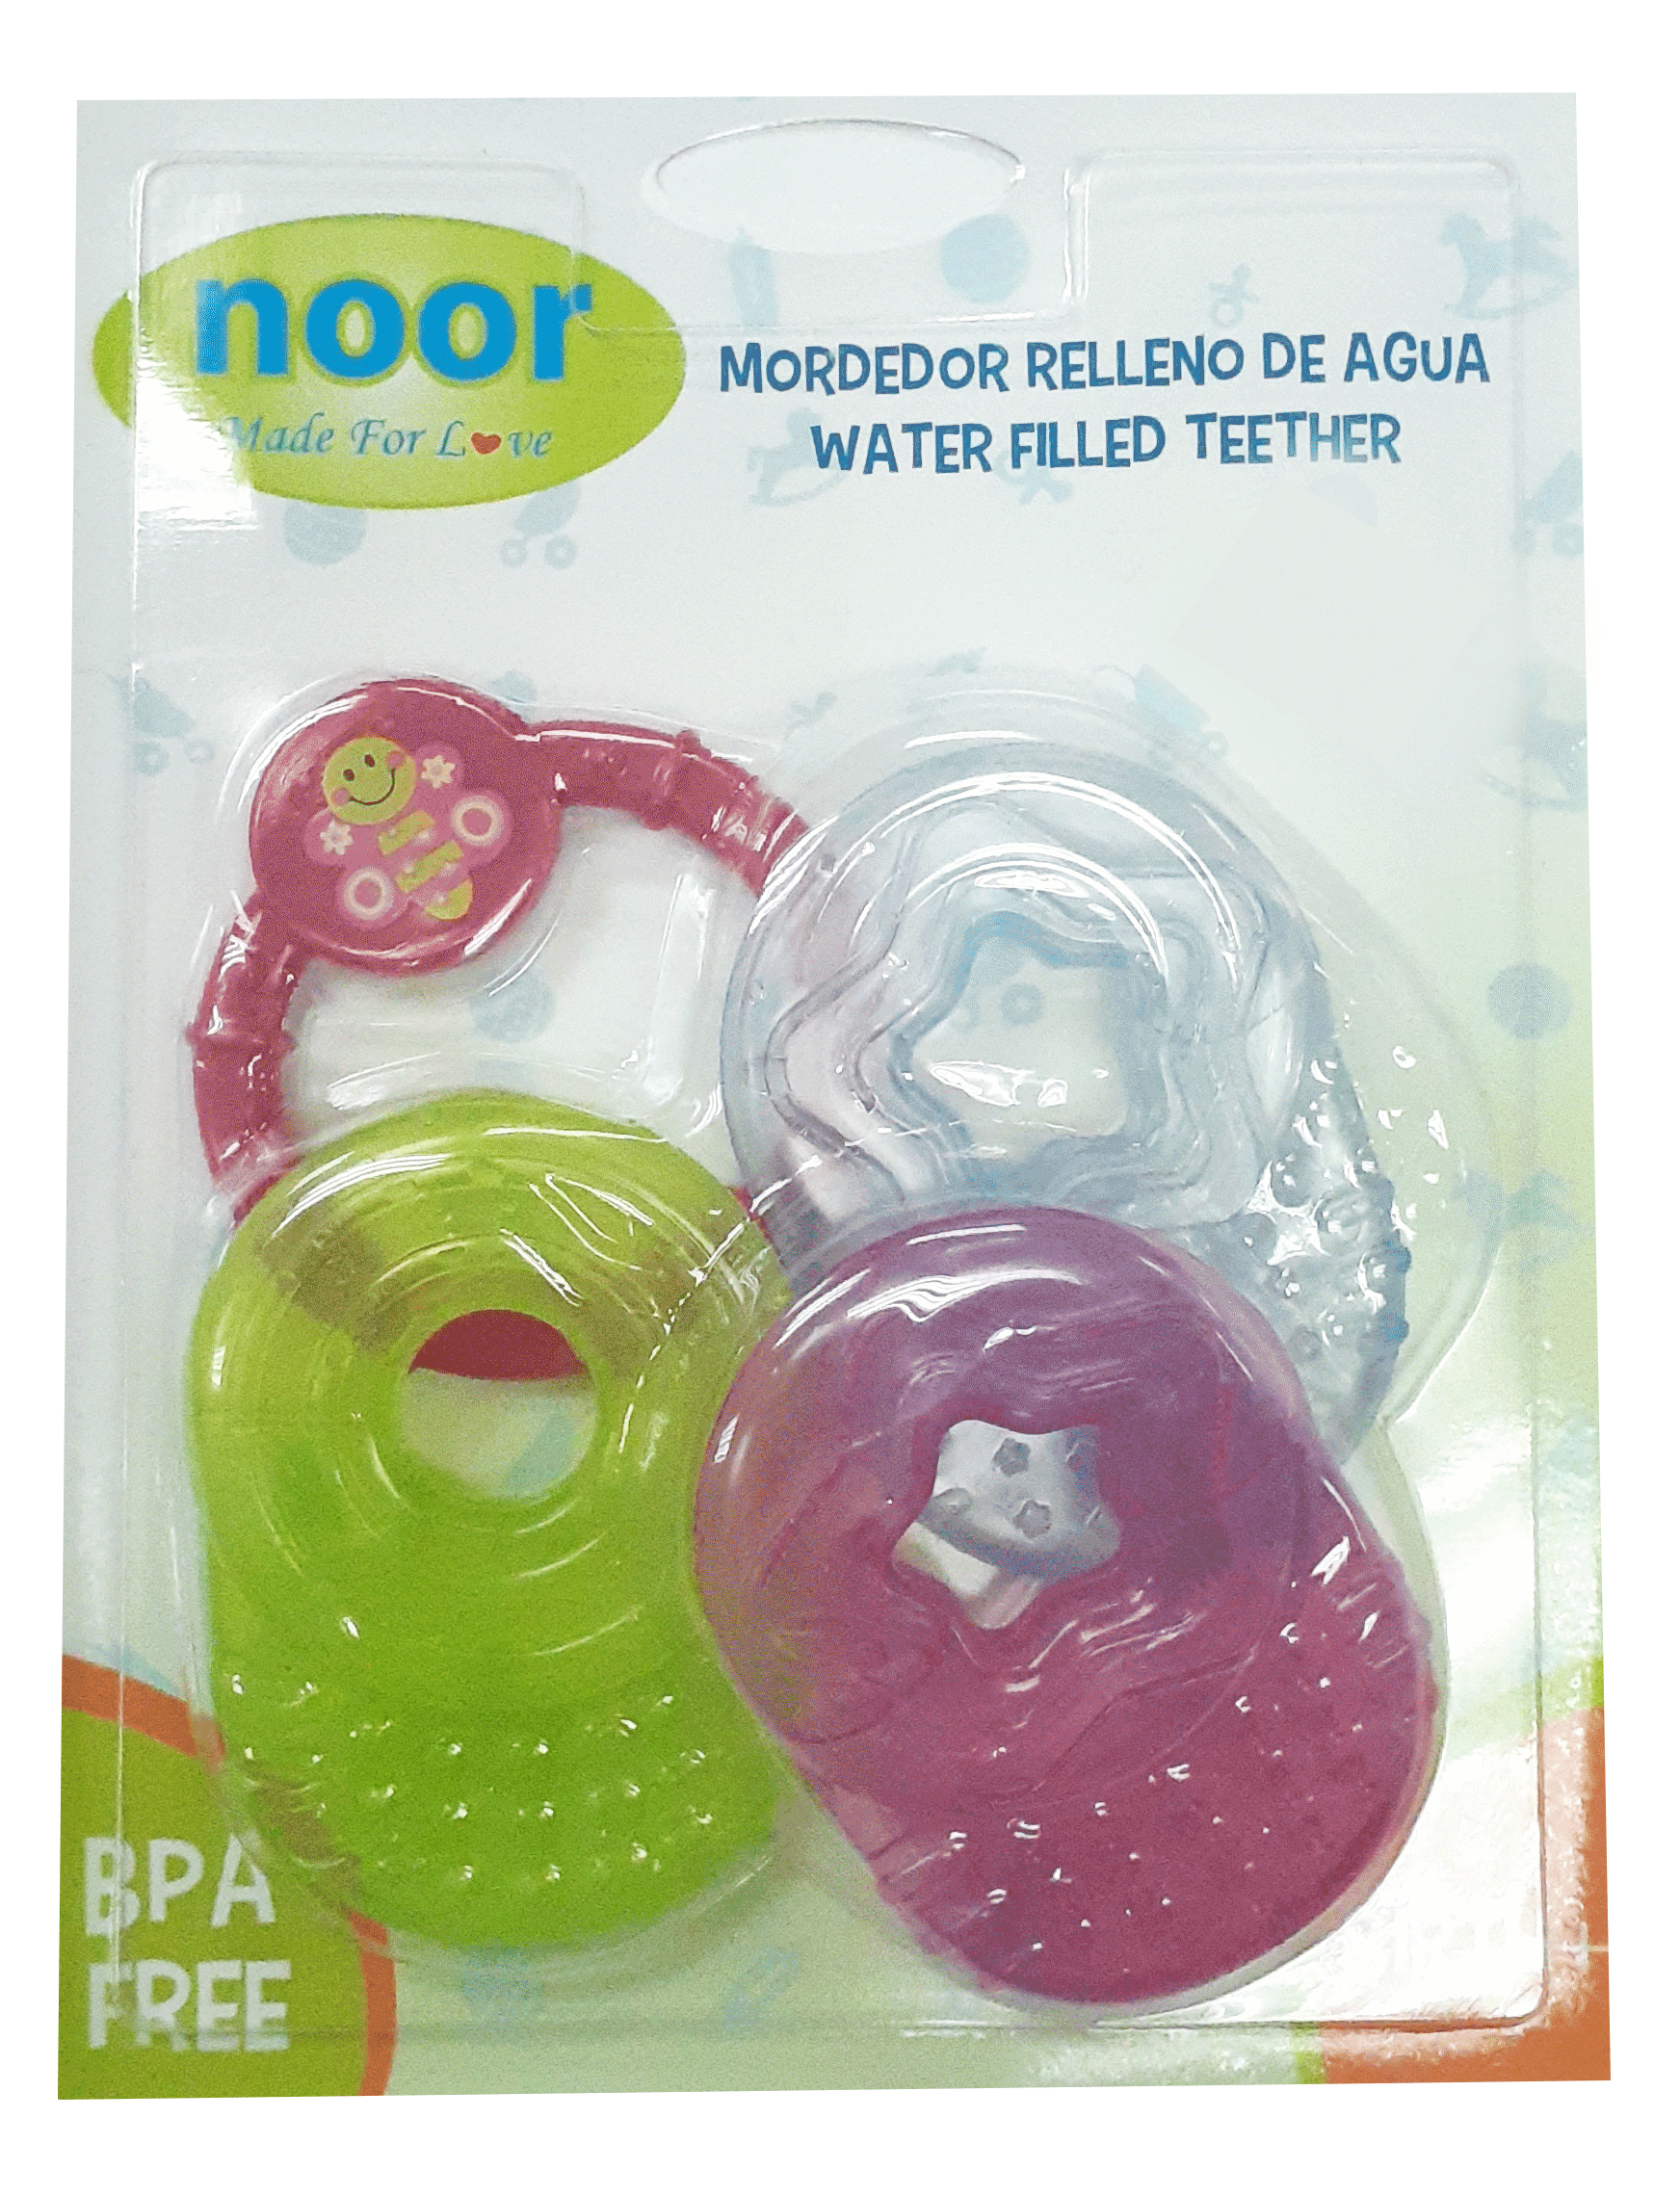 noor
Made For Love
MORDEDOR RELLENO DE AGUA
WATER FILLED TEETHER
BPA
FREE